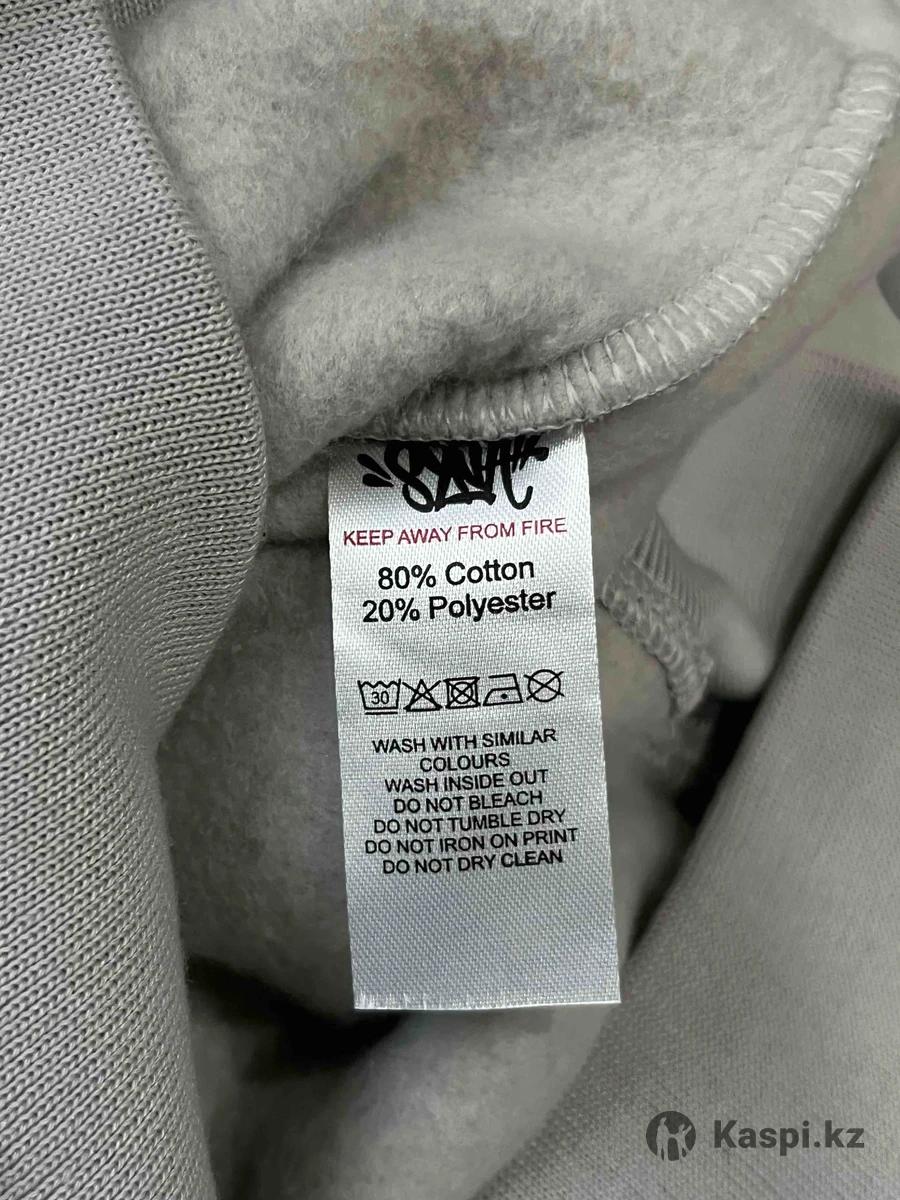 KEEP AWAY FROM FIRE
80% Cotton
20% Polyester
30
WASH WITH SIMILAR
COLOURS
WASH INSIDE OUT
DO NOT BLEACH
DO NOT TUMBLE DRY
DO NOT IRON ON PRINT
DO NOT DRY CLEAN
Kaspi.kz